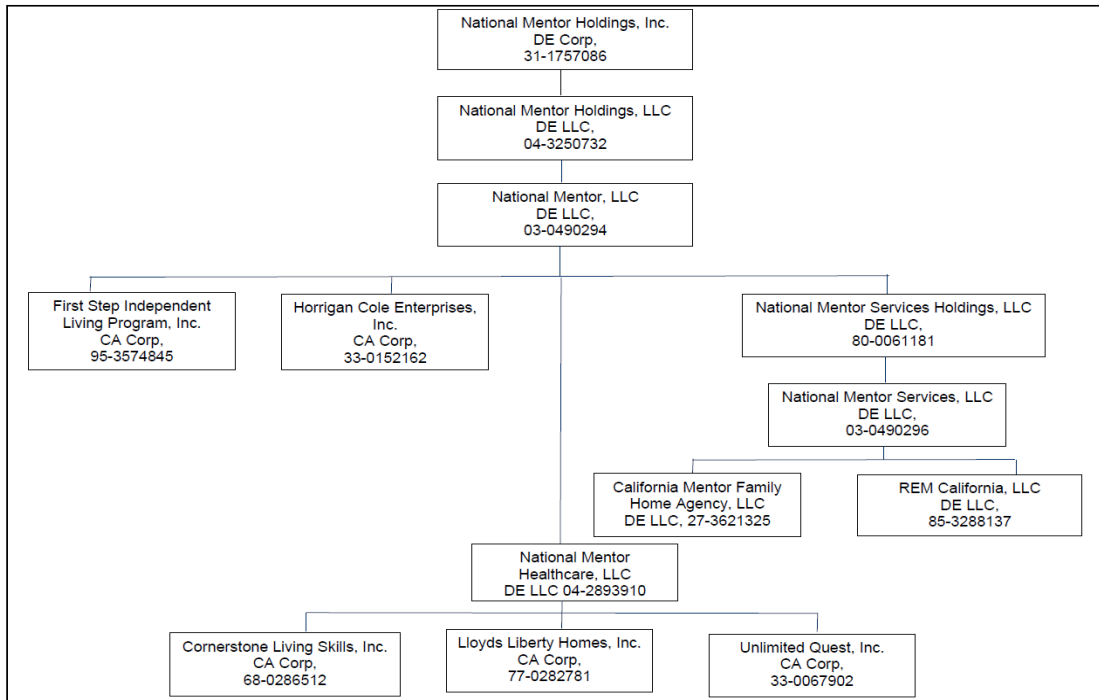 National Mentor Holdings, Inc.
DE Corp,
31-1757086
National Mentor Holdings, LLC
DE LLC,
04-3250732
National Mentor, LLC
DE LLC,
03-0490294
First Step Independent
Living Program, Inc.
CA Corp,
95-3574845
Horrigan Cole Enterprises,
Inc.
CA Corp,
33-0152162
National Mentor Services Holdings, LLC
DE LLC,
80-0061181
National Mentor Services, LLC
DE LLC,
03-0490296
California Mentor Family
Home Agency, LLC
DE LLC, 27-3621325
REM California, LLC
DE LLC,
85-3288137
National Mentor
Healthcare, LLC
DE LLC 04-2893910
Cornerstone Living Skills, Inc.
CA Corp,
68-0286512
Lloyds Liberty Homes, Inc.
CA Corp,
77-0282781
Unlimited Quest, Inc.
CA Corp,
33-0067902